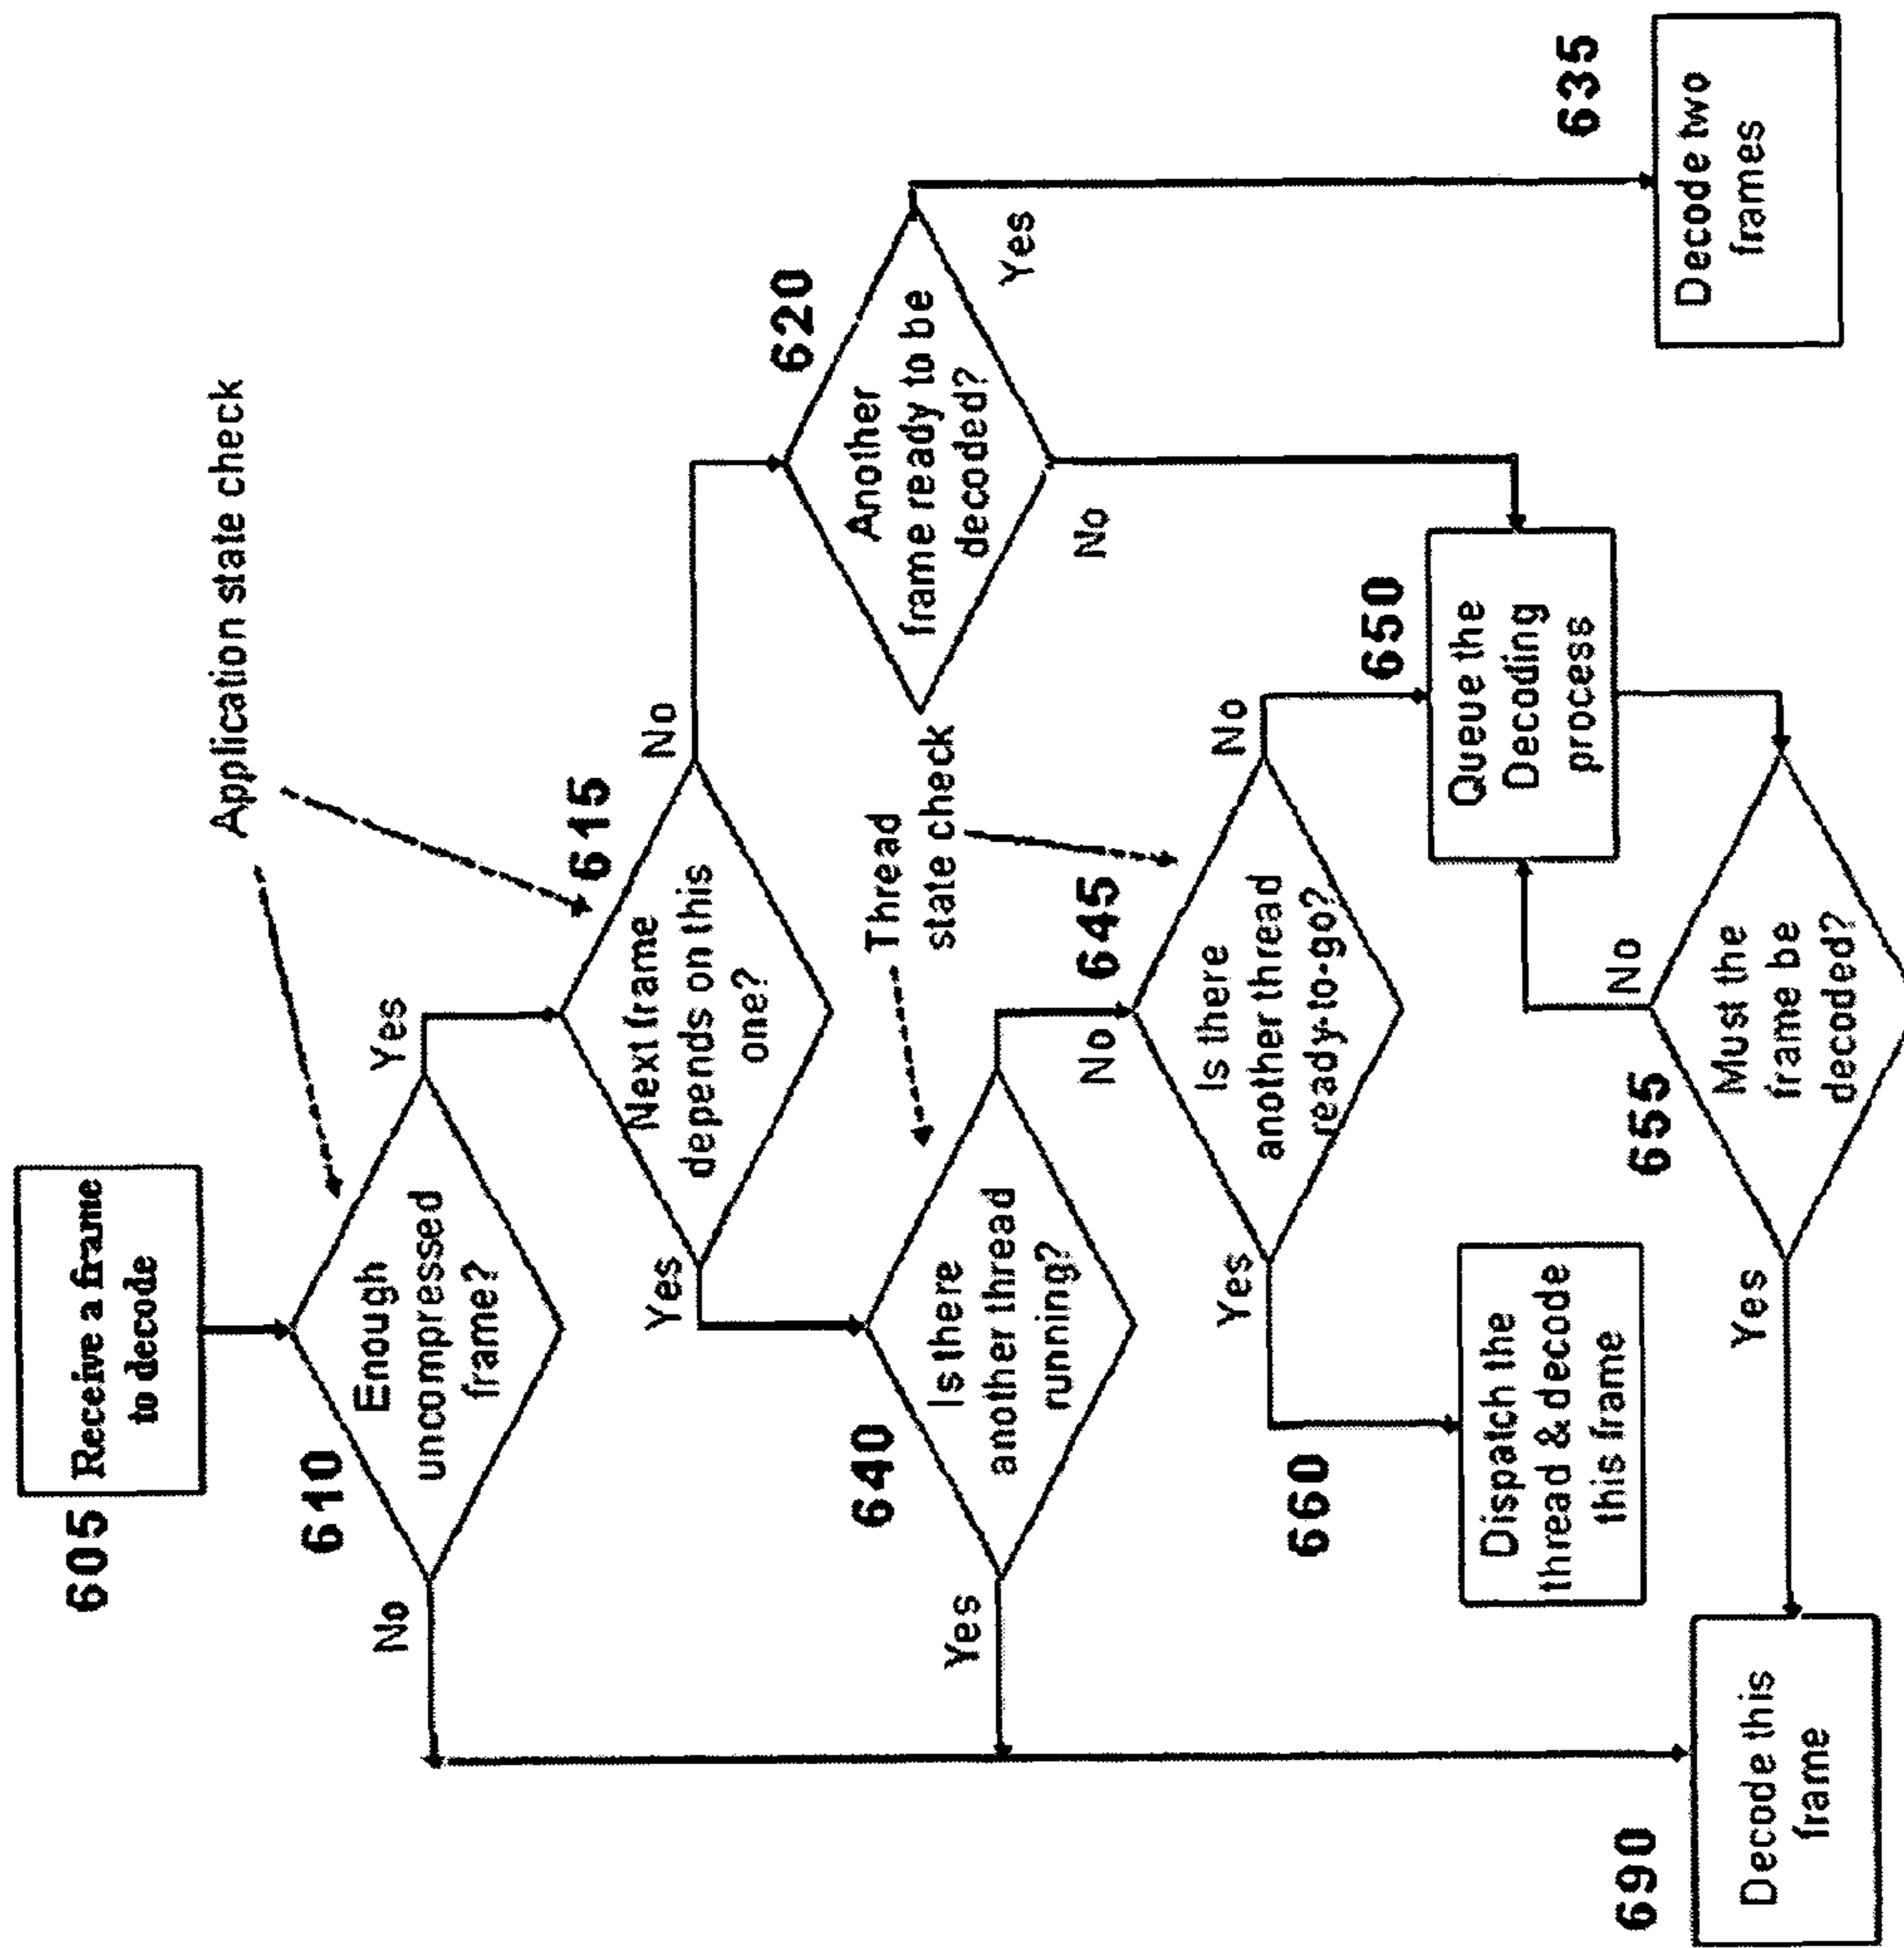 605
Receive a frame
to decode
Application state check
610
Enough
uncompressed
frame?
No
Yes
615
Next frame
depends on this
one?
Yes
No
620
Another
frame ready to be
decoded?
No
Yes
Thread
state check
640
Is there
another thread
running?
Yes
No
645
Is there
another thread
ready-to-go?
Yes
No
660
Dispatch the
thread & decode
this frame
650
Queue the
Decoding
process
635
Decode two
frames
655
Must the
frame be
decoded?
Yes
No
690
Decode this
frame